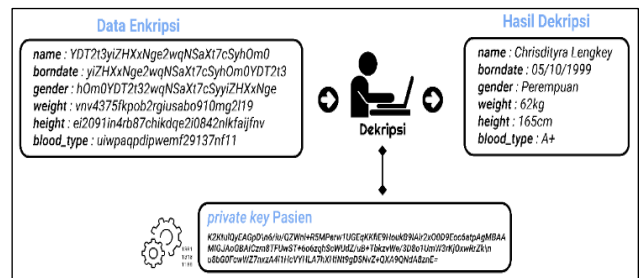 Data Enkripsi
name : YDT2t3yiZHXxNge2wqNSaXt7cSyhOm0
borndate : yiZHXxNge2wqNSaXt7cSyhOm0YDT2t3
gender : hOm0YDT2t32wqNSaXt7cSyyiZHXxNge
weight : vnv4375fkpob2rgiusabo910mg2l19
height : ei2091in4rb87chikdqe2i0842nlkfaijfnv
blood_type : uiwpaqpdipwemf29137nf11
Dekripsi
Hasil Dekripsi
name : Chrisdityra Lengkey
borndate : 05/10/1999
gender : Perempuan
weight : 62kg
height : 165cm
blood_type : A+
private key Pasien